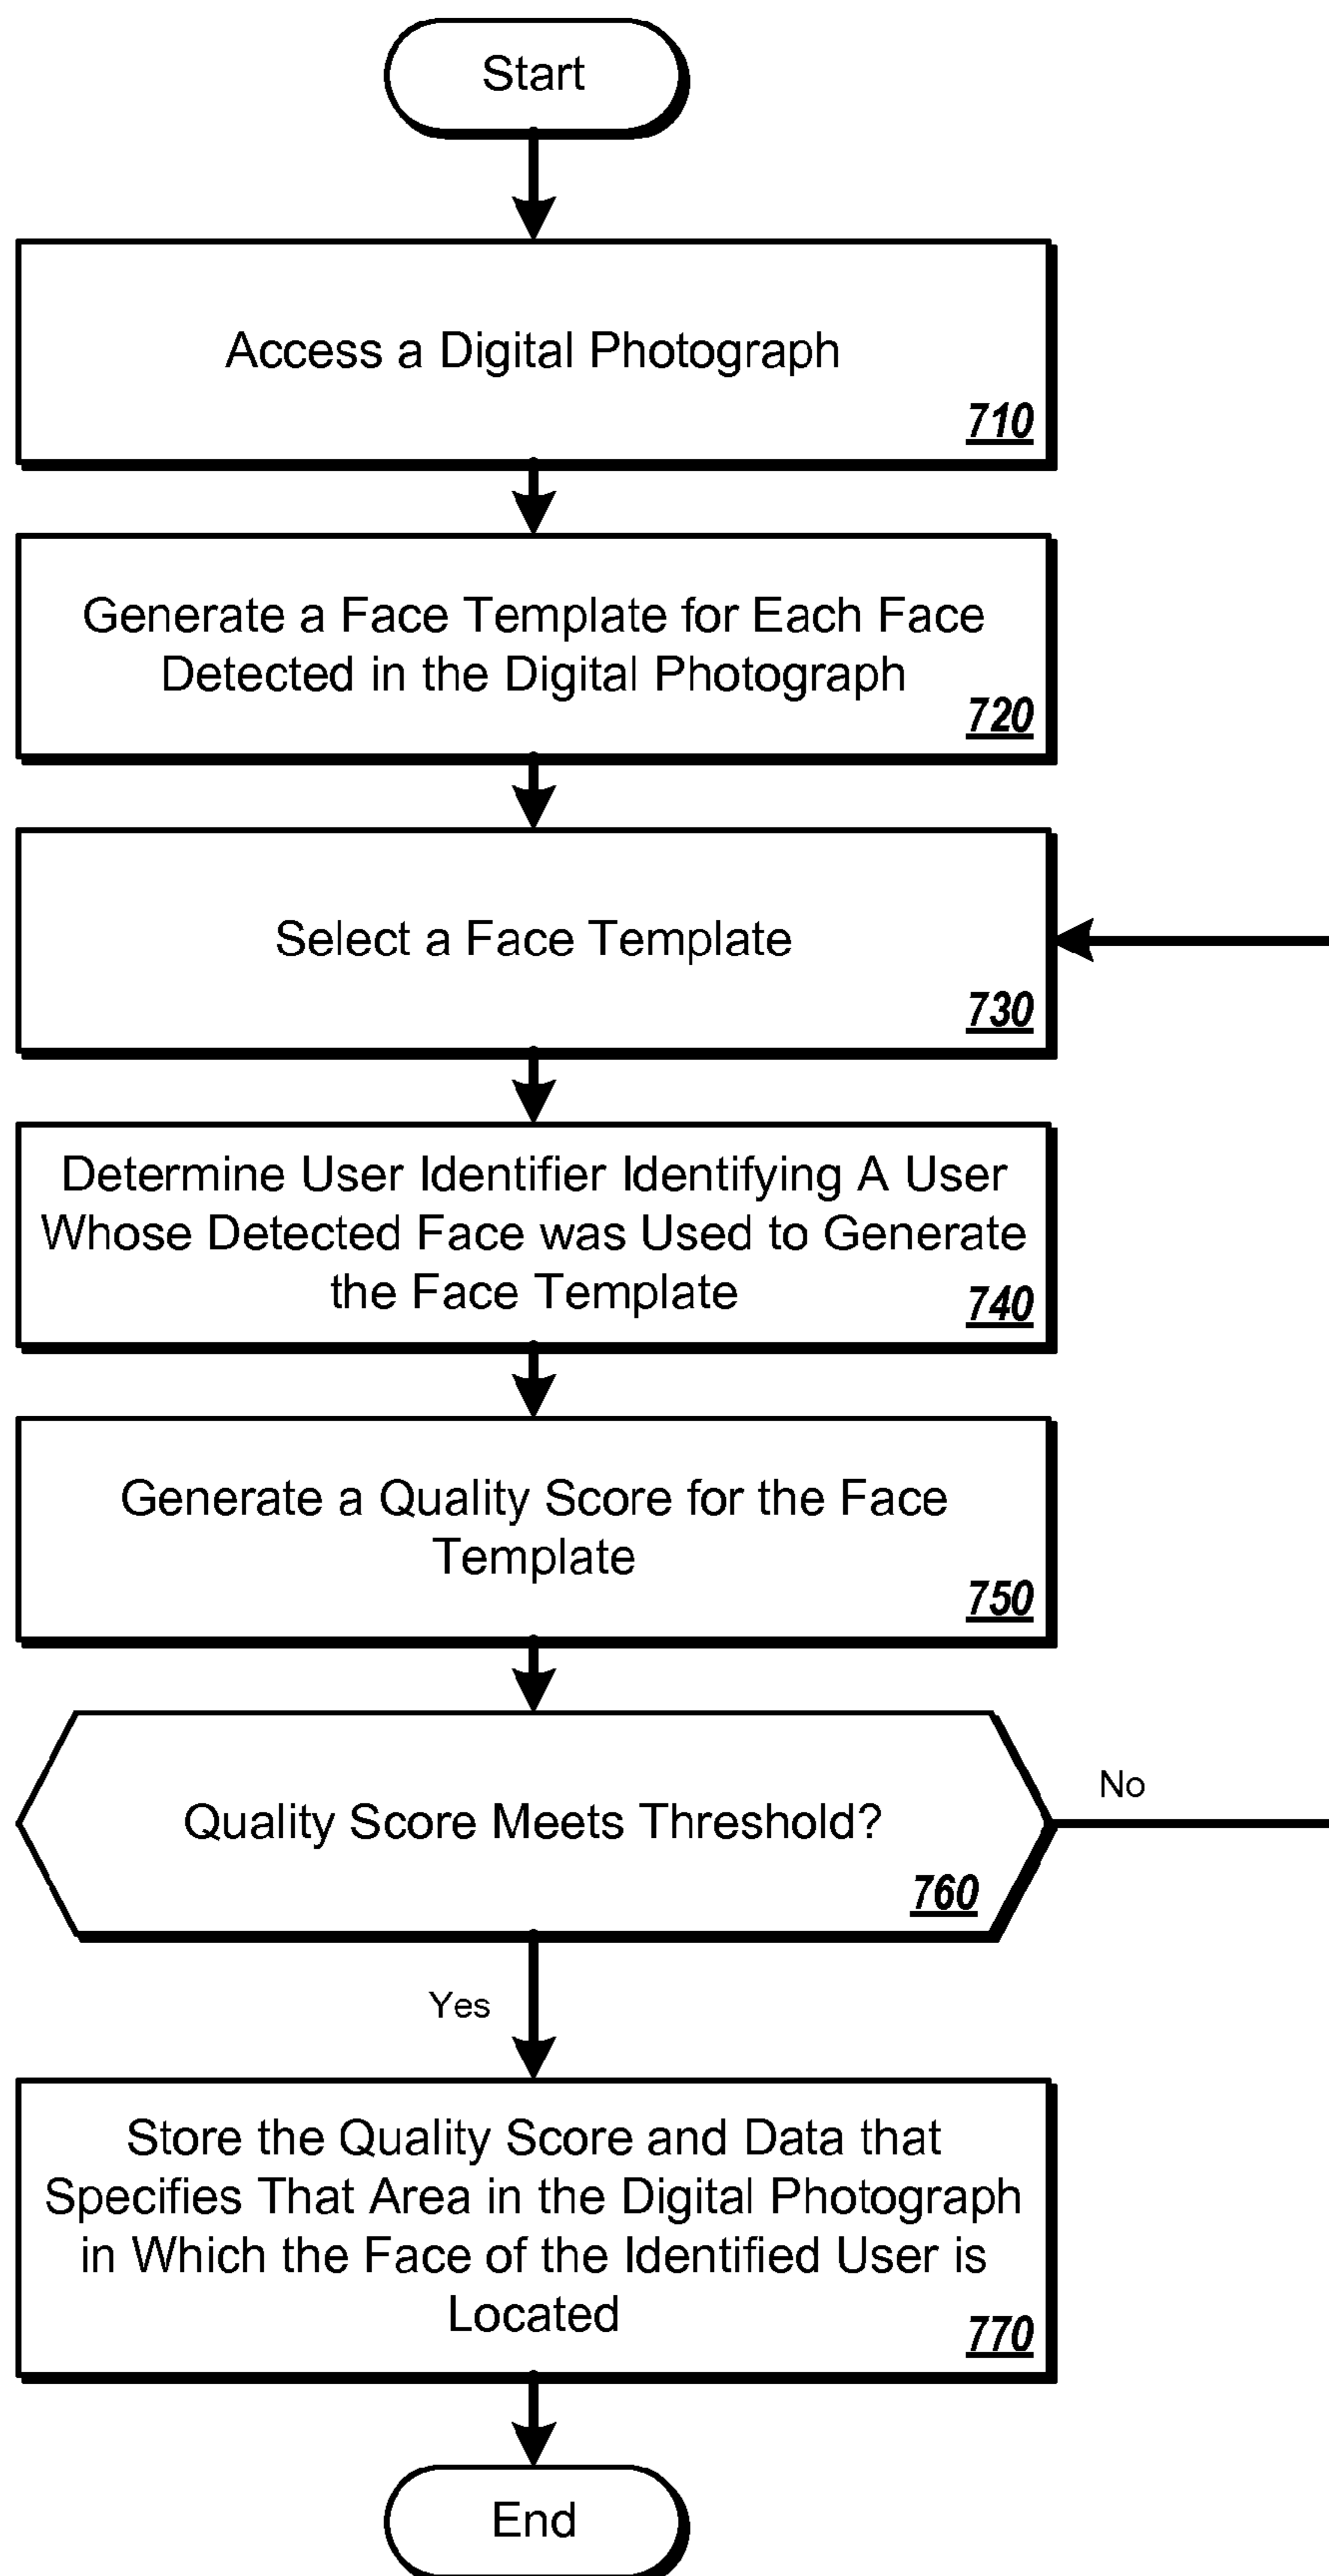 Start
Access a Digital Photograph
710
Generate a Face Template for Each Face
Detected in the Digital Photograph
720
Select a Face Template
730
Determine User Identifier Identifying A User
Whose Detected Face was Used to Generate
the Face Template
740
Generate a Quality Score for the Face
Template
750
Quality Score Meets Threshold?
No
760
Yes
Store the Quality Score and Data that
Specifies That Area in the Digital Photograph
in Which the Face of the Identified User is
Located
770
End